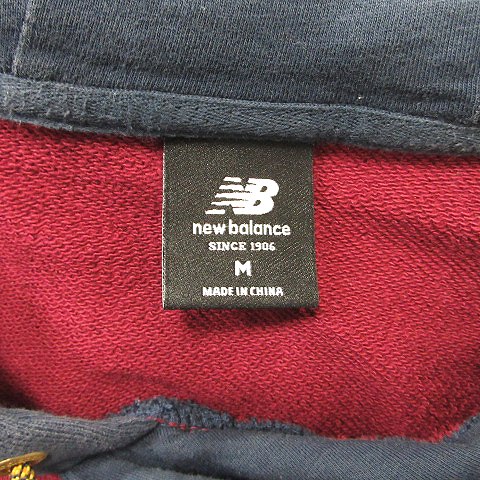 NB
new balance
SINCE 1906
M
MADE IN CHINA